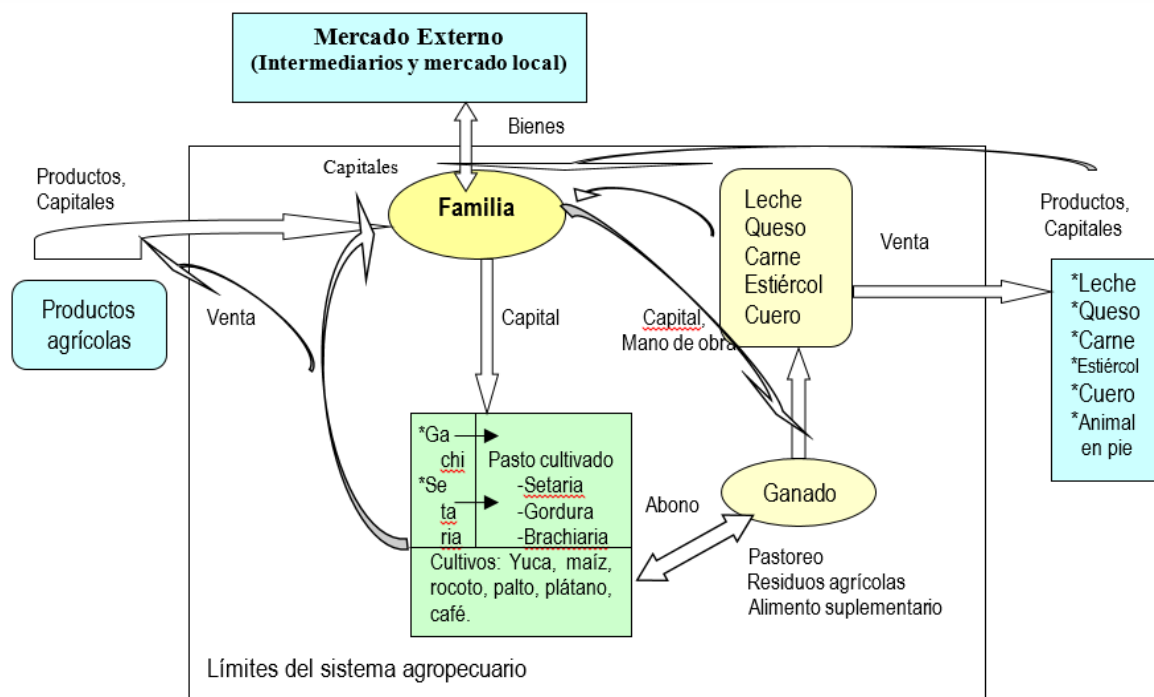 Mercado Externo
(Intermediarios y mercado local)
Bienes
Capitales
Productos,
Capitales
Familia
Leche
Queso
Carne
Estiércol
Cuero
Productos,
Capitales
Venta
*Leche
*Queso
*Carne
*Estiércol
*Cuero
*Animal
en pie
Productos
agrícolas
Venta
Capital
Capital,
Mano de obra
*Ga
chi
*Se
ta
ria
Pasto cultivado
-Setaria
-Gordura
-Brachiaria
Cultivos: Yuca, maíz,
rocoto, palto, plátano,
café.
Abono
Ganado
Pastoreo
Residuos agrícolas
Alimento suplementario
Límites del sistema agropecuario